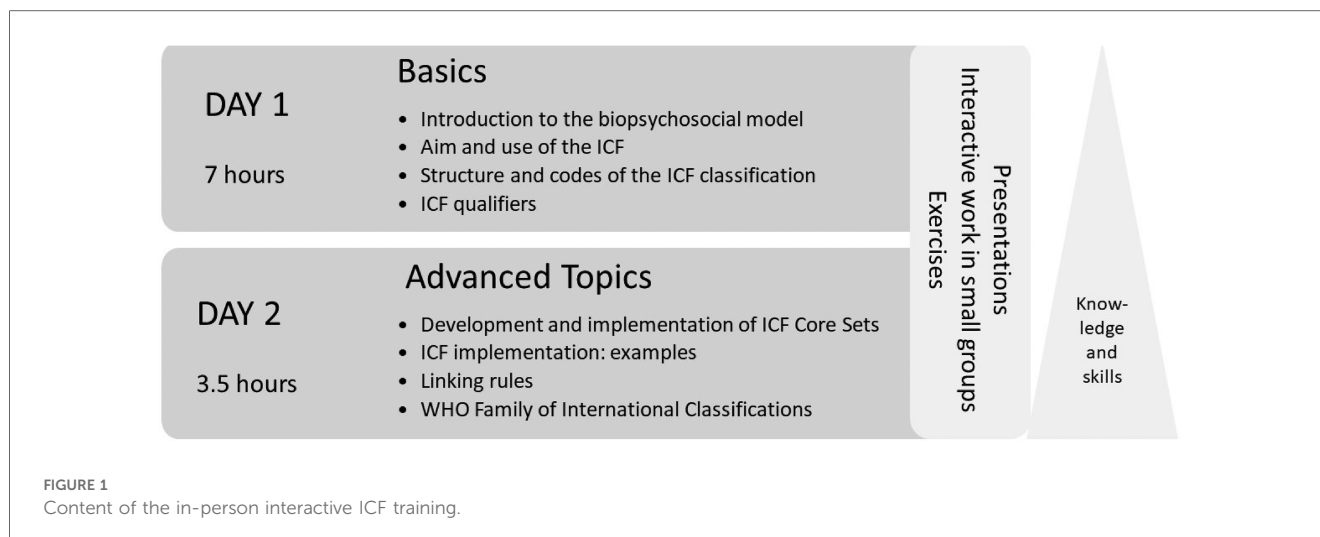 DAY 1
7 hours
Basics
• Introduction to the biopsychosocial model
• Aim and use of the ICF
• Structure and codes of the ICF classification
• ICF qualifiers
DAY 2
3.5 hours
Advanced Topics
• Development and implementation of ICF Core Sets
• ICF implementation: examples
• Linking rules
• WHO Family of International Classifications
Presentations
Interactive work in small groups
Exercises
Know-
ledge
and
skills
FIGURE 1
Content of the in-person interactive ICF training.